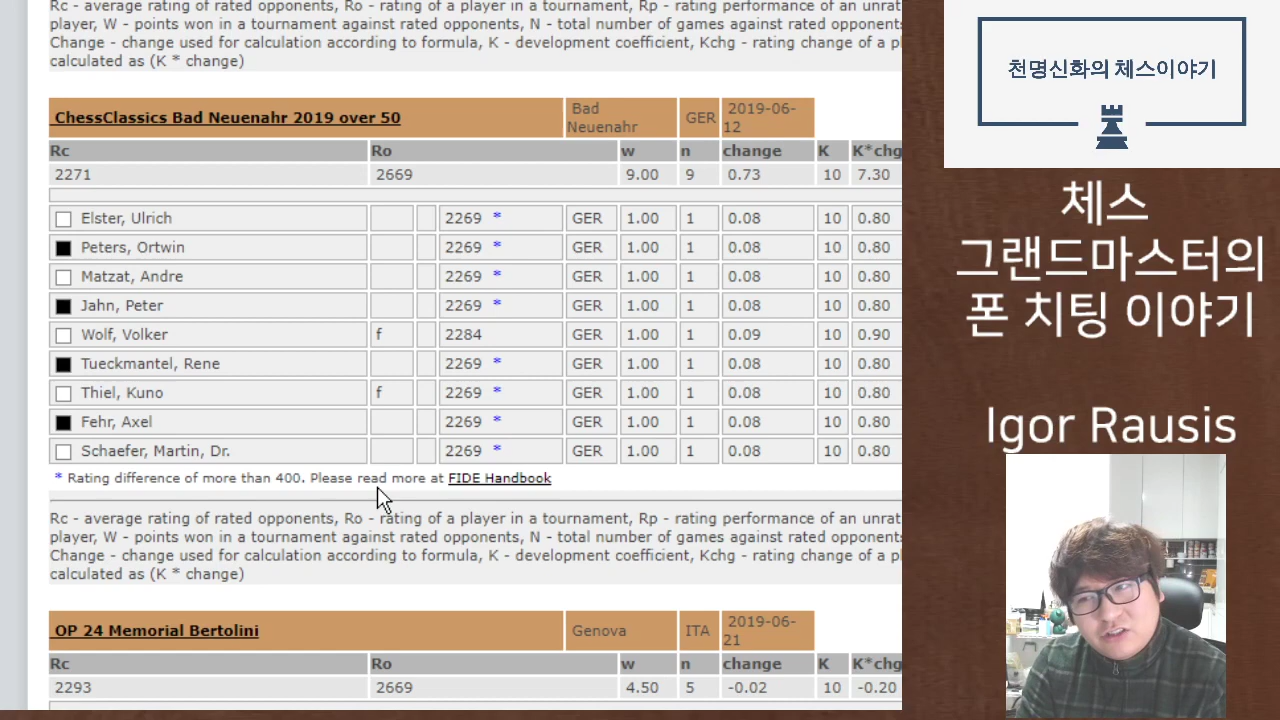 Rc - average rating of rated opponents, Ro - rating of a player in a tournament, Rp - rating performance of an unrat
player, W - points won in a tournament against rated opponents, N - total number of games against rated opponents
Change - change used for calculation according to formula, K - development coefficient, Kchg - rating change of a pl
calculated as (K * change)
ChessClassics Bad Neuenahr 2019 over 50 Bad Neuenahr GER 2019-06-12
Rc Ro w n change K K*chg
2271 2669 9.00 9 0.73 10 7.30
Elster, Ulrich 2269 * GER 1.00 1 0.08 10 0.80
Peters, Ortwin 2269 * GER 1.00 1 0.08 10 0.80
Matzat, Andre 2269 * GER 1.00 1 0.08 10 0.80
Jahn, Peter 2269 * GER 1.00 1 0.08 10 0.80
Wolf, Volker f 2284 GER 1.00 1 0.09 10 0.90
Tueckmantel, Rene 2269 * GER 1.00 1 0.08 10 0.80
Thiel, Kuno f 2269 * GER 1.00 1 0.08 10 0.80
Fehr, Axel 2269 * GER 1.00 1 0.08 10 0.80
Schaefer, Martin, Dr. 2269 * GER 1.00 1 0.08 10 0.80
* Rating difference of more than 400. Please read more at FIDE Handbook
Rc - average rating of rated opponents, Ro - rating of a player in a tournament, Rp - rating performance of an unrat
player, W - points won in a tournament against rated opponents, N - total number of games against rated opponents
Change - change used for calculation according to formula, K - development coefficient, Kchg - rating change of a pl
calculated as (K * change)
OP 24 Memorial Bertolini Genova ITA 2019-06-21
Rc Ro w n change K K*chg
2293 2669 4.50 5 -0.02 10 -0.20
천명신화의 체스이야기
체스
그랜드마스터의
폰 치팅 이야기
Igor Rausis